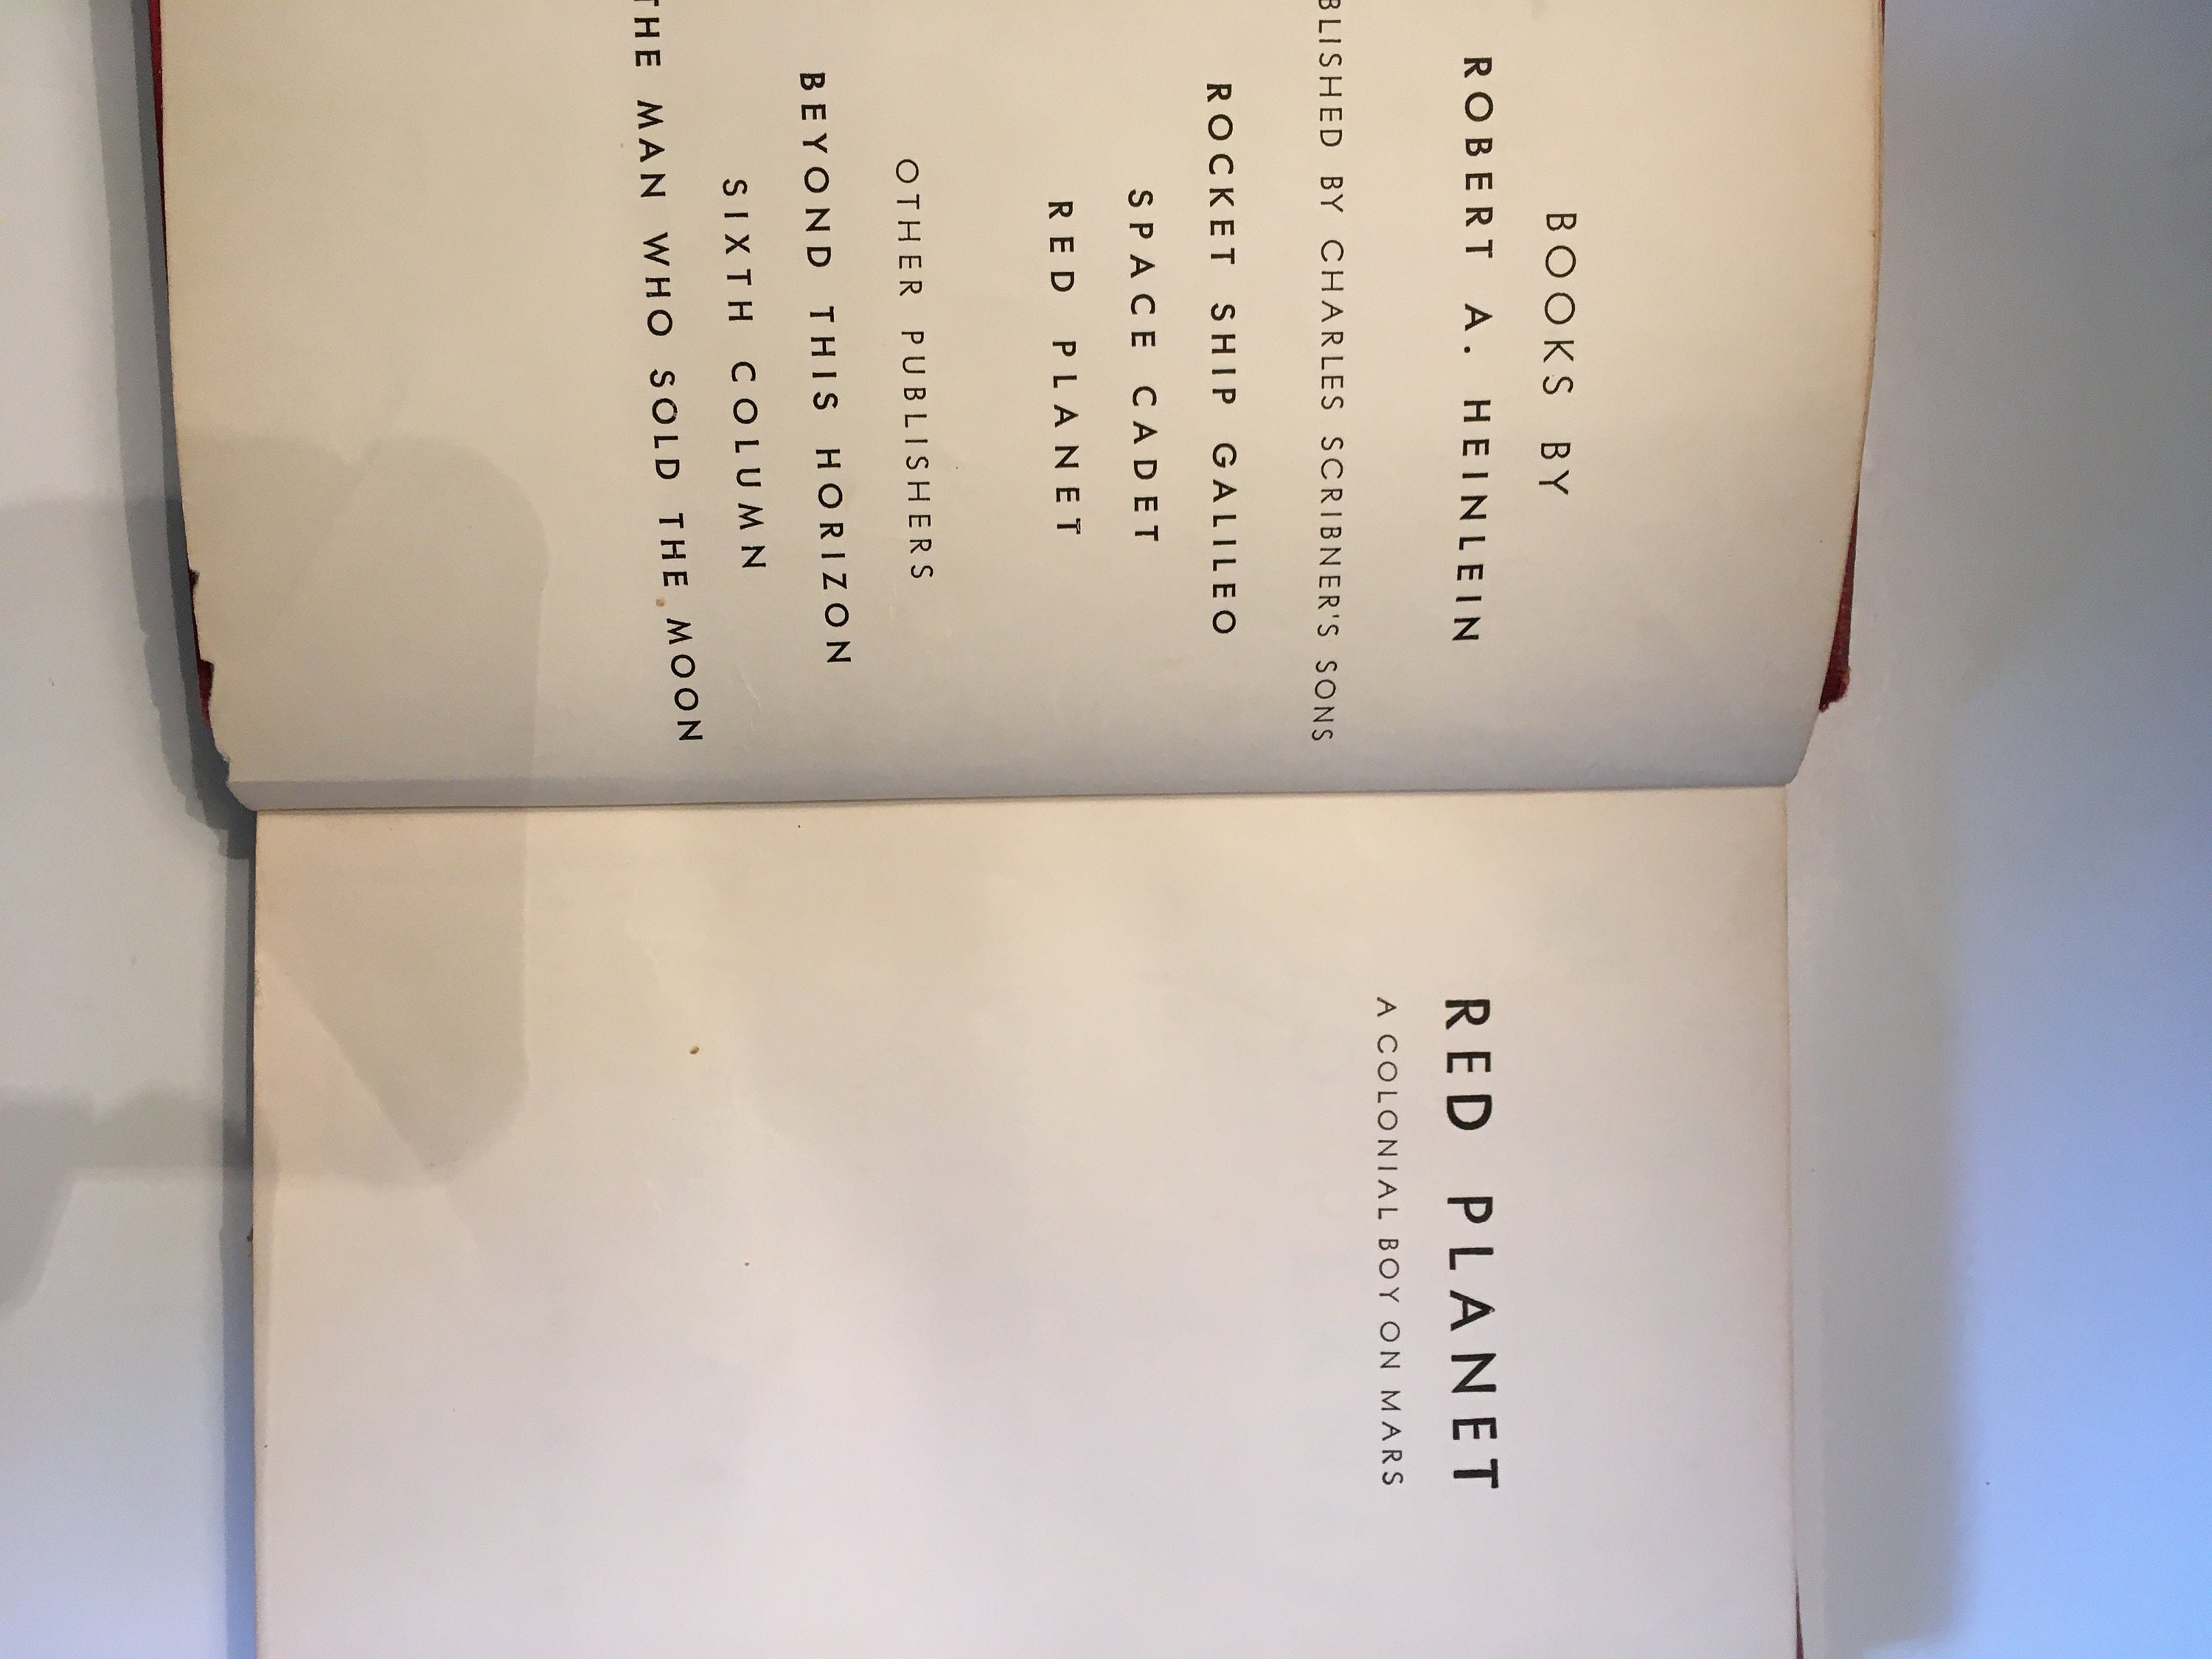 BOOKS BY
ROBERT A. HEINLEIN
BLISHED BY CHARLES SCRIBNER'S SONS
ROCKET SHIP GALILEO
SPACE CADET
RED PLANET
OTHER PUBLISHERS
BEYOND THIS HORIZON
SIXTH COLUMN
THE MAN WHO SOLD THE MOON
RED PLANET
A COLONIAL BOY ON MARS